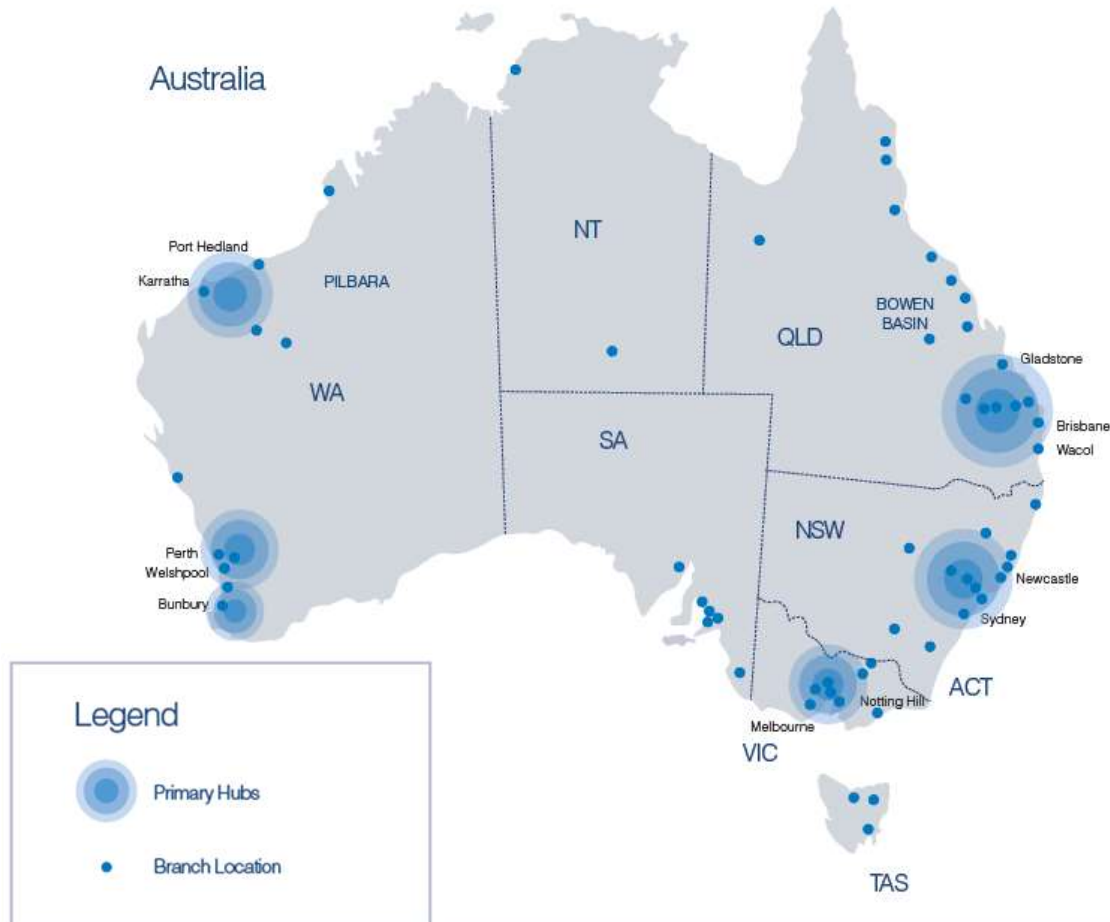 Australia
NT
Port Hedland
Karratha
PILBARA
BOWEN
BASIN
QLD
Gladstone
WA
SA
Brisbane
Wacol
NSW
Perth
Welshpool
Bunbury
Newcastle
Sydney
ACT
Notting Hill
Melbourne
VIC
TAS
Legend
Primary Hubs
Branch Location